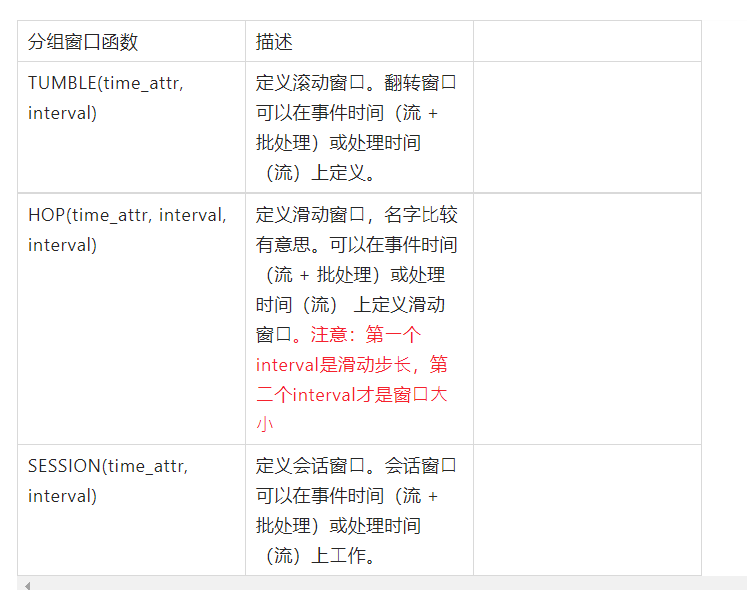 分组窗口函数
描述
TUMBLE(time_attr,
interval)
定义滚动窗口。翻转窗口
可以在事件时间（流 +
批处理）或处理时间
（流）上定义。
HOP(time_attr, interval,
interval)
定义滑动窗口，名字比较
有意思。可以在事件时间
（流 + 批处理）或处理
时间（流） 上定义滑动
窗口。注意：第一个
interval是滑动步长，第
二个interval才是窗口大
小
SESSION(time_attr,
interval)
定义会话窗口。会话窗口
可以在事件时间（流 +
批处理）或处理时间
（流）上工作。